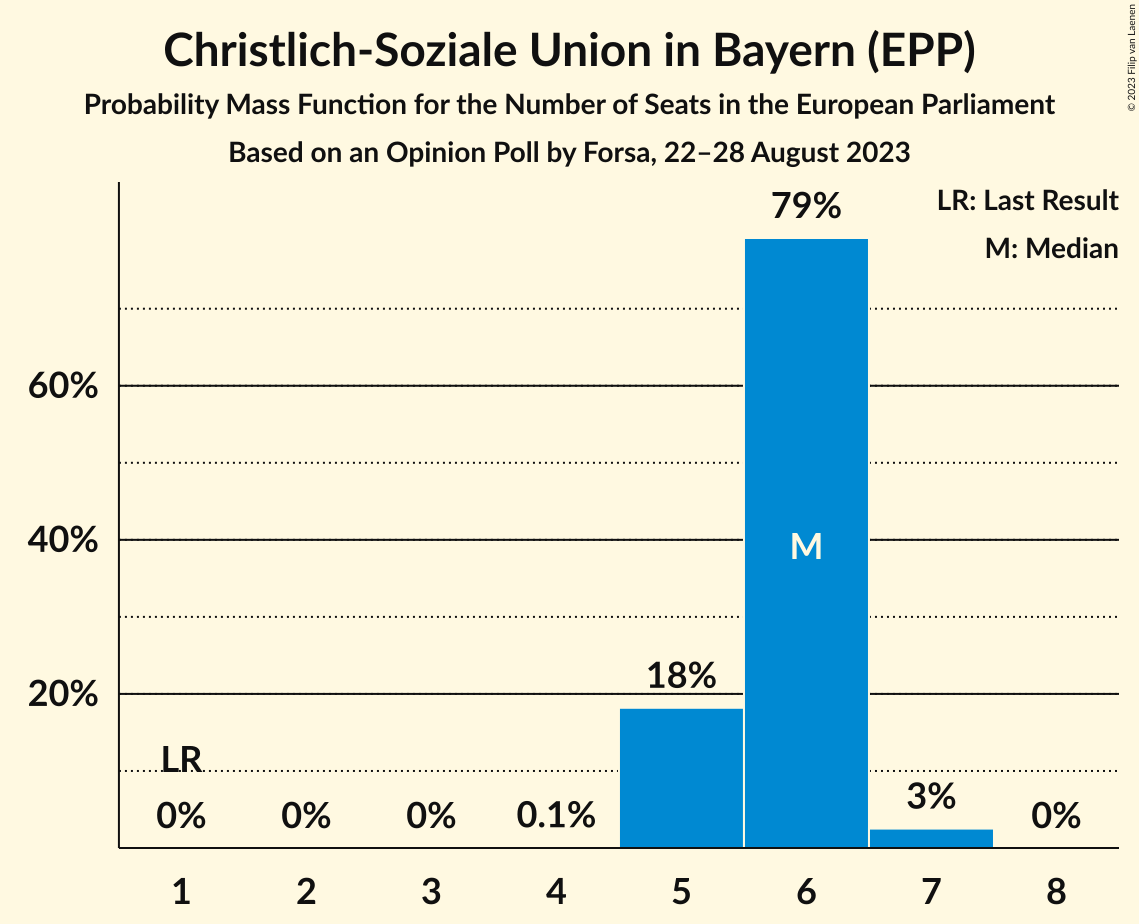 Christlich-Soziale Union in Bayern (EPP)
Probability Mass Function for the Number of Seats in the European Parliament
Based on an Opinion Poll by Forsa, 22–28 August 2023
© 2023 Filip van Laenen
LR: Last Result
M: Median
79%
60%
40%
M
18%
20%
LR
3%
0% 0% 0% 0.1% 0%
1 2 3 4 5 6 7 8